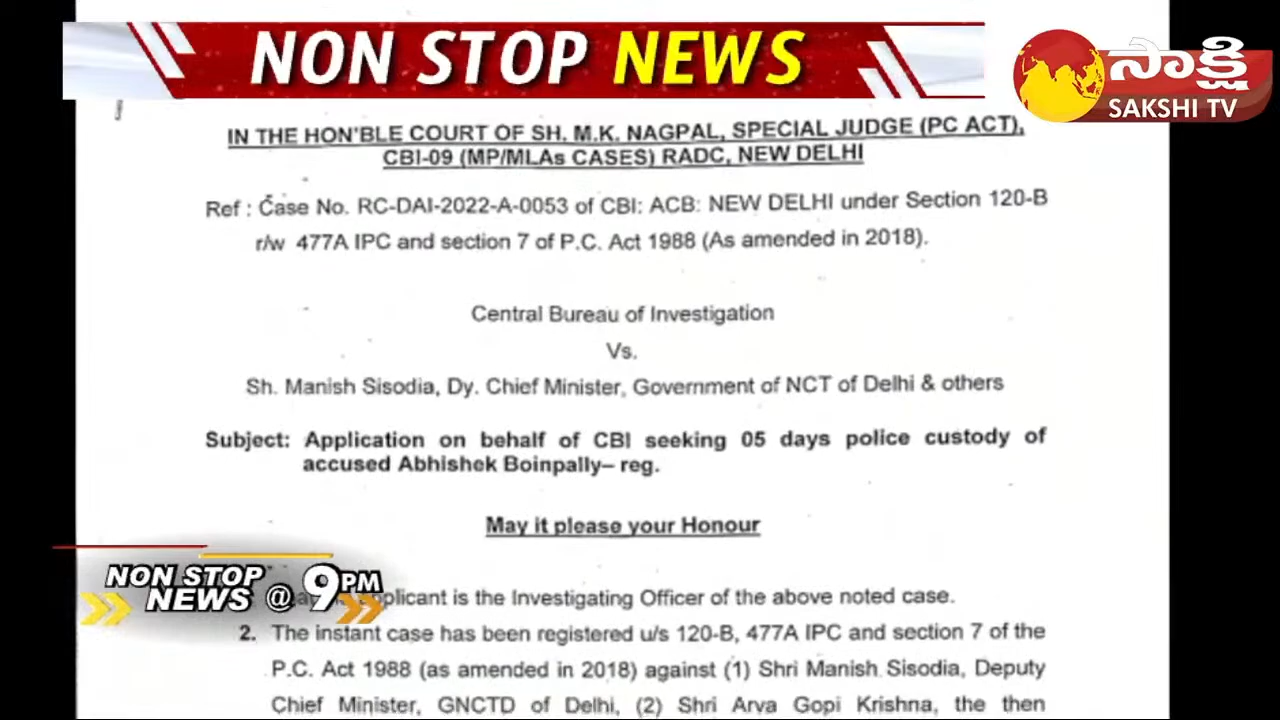 NON STOP NEWS
సాక్షి
SAKSHI TV
IN THE HON'BLE COURT OF SH. M.K. NAGPAL, SPECIAL JUDGE (PC ACT),
CBI-09 (MP/MLAs CASES) RADC, NEW DELHI
Ref : Case No. RC-DAI-2022-A-0053 of CBI: ACB: NEW DELHI under Section 120-B
r/w 477A IPC and section 7 of P.C. Act 1988 (As amended in 2018).
Central Bureau of Investigation
Vs.
Sh. Manish Sisodia, Dy. Chief Minister, Government of NCT of Delhi & others
Subject: Application on behalf of CBI seeking 05 days police custody of
accused Abhishek Boinpally– reg.
May it please your Honour
NON STOP
NEWS @ 9PM
is the Investigating Officer of the above noted case.
2. The instant case has been registered u/s 120-B, 477A IPC and section 7 of the
P.C. Act 1988 (as amended in 2018) against (1) Shri Manish Sisodia, Deputy
Chief Minister, GNCTD of Delhi, (2) Shri Arva Gopi Krishna, the then